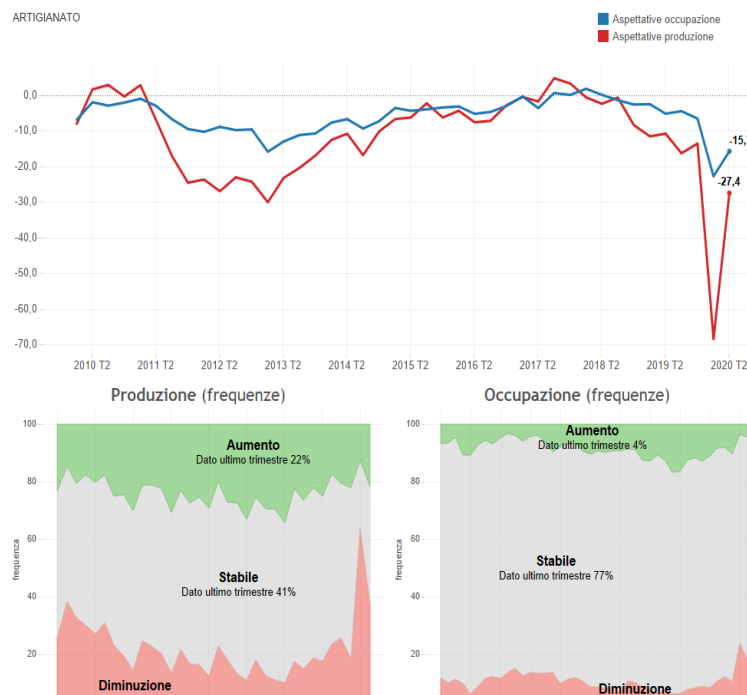 ARTIGIANATO
Aspettative occupazione
Aspettative produzione
0,0
-10,0
-20,0
-30,0
-40,0
-50,0
-60,0
-70,0
-15,
-27,4
2010 T2 2011 T2 2012 T2 2013 T2 2014 T2 2015 T2 2016 T2 2017 T2 2018 T2 2019 T2 2020 T2
Produzione (frequenze)
100
80
60
40
20
frequenza
Aumento
Dato ultimo trimestre 22%
Stabile
Dato ultimo trimestre 41%
Diminuzione
Occupazione (frequenze)
100
80
60
40
20
frequenza
Aumento
Dato ultimo trimestre 4%
Stabile
Dato ultimo trimestre 77%
Diminuzione